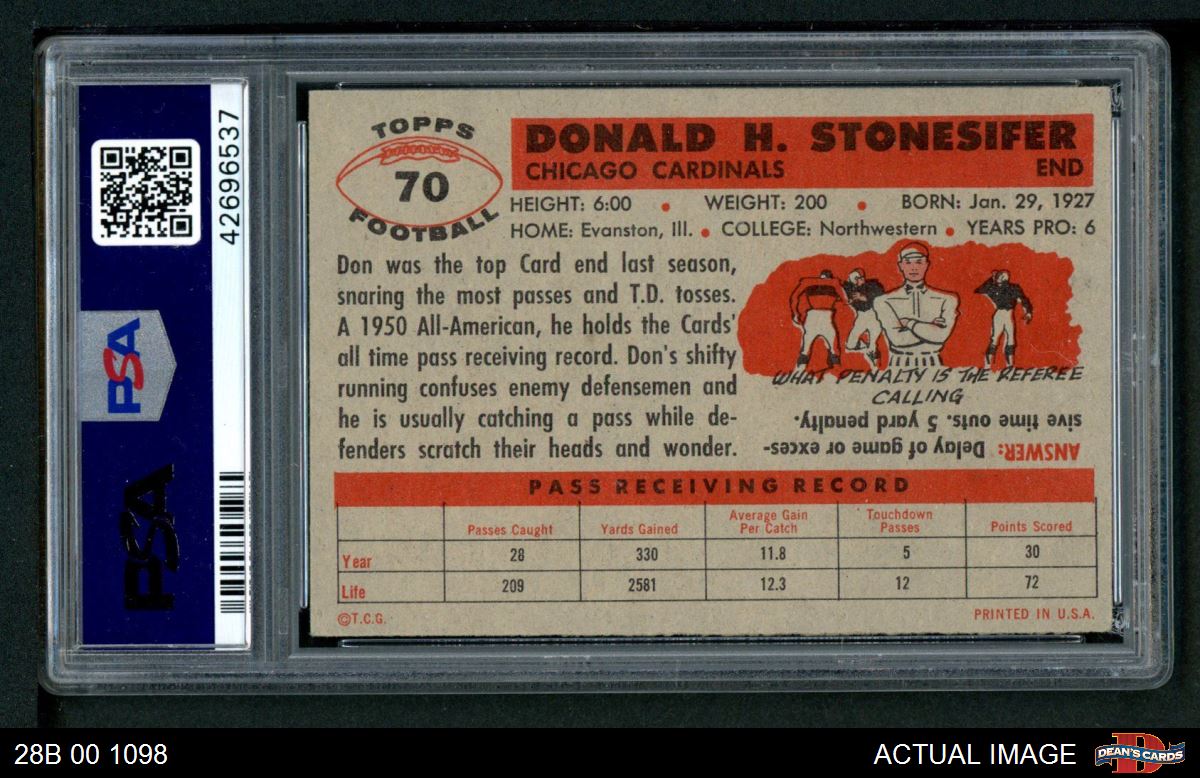 42696537
PSA
PSA
TOPPS
70
FOOTBALL
DONALD H. STONESIFER
CHICAGO CARDINALS END
HEIGHT: 6:00 • WEIGHT: 200 • BORN: Jan. 29, 1927
HOME: Evanston, Ill. • COLLEGE: Northwestern • YEARS PRO: 6
Don was the top Card end last season,
snaring the most passes and T.D. tosses.
A 1950 All-American, he holds the Cards'
all time pass receiving record. Don's shifty
running confuses enemy defensemen and
he is usually catching a pass while de-
fenders scratch their heads and wonder.
WHAT PENALTY IS THE REFEREE
CALLING
ANSWER: Delay of game or exces-
sive time outs. 5 yard penalty.
PASS RECEIVING RECORD
Passes Caught Yards Gained Average Gain Per Catch Touchdown Passes Points Scored
Year 28 330 11.8 5 30
Life 209 2581 12.3 12 72
©T.C.G. PRINTED IN U.S.A.
28B 00 1098 ACTUAL IMAGE DEAN'S CARDS